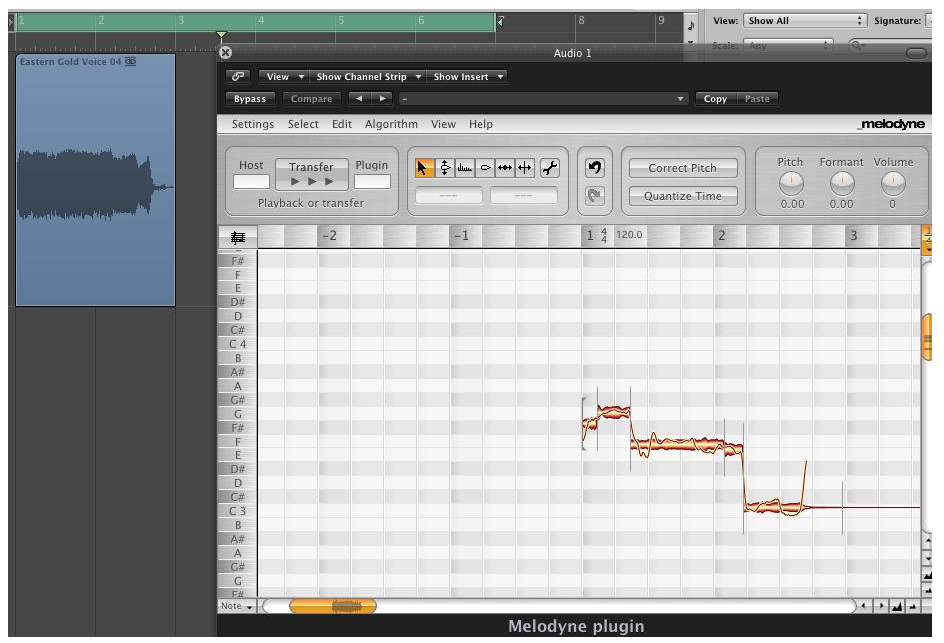 1 2 3 4 5 6 7 8 9 View: Show All Signature:
Scale: Any
Eastern Gold Voice 04
Audio 1
View Show Channel Strip Show Insert
Bypass Compare - Copy Paste
Settings Select Edit Algorithm View Help _melodyne
Host Transfer Plugin
Playback or transfer
--- ---
Correct Pitch
Quantize Time
Pitch Formant Volume
0.00 0.00 0
-2 -1 1 4/4 120.0 2 3
F#
F
E
D#
D
C#
C 4
B
A#
A
G#
G
F#
F
E
D#
D
C#
C 3
B
A#
A
G#
G
F#
Note
Melodyne plugin